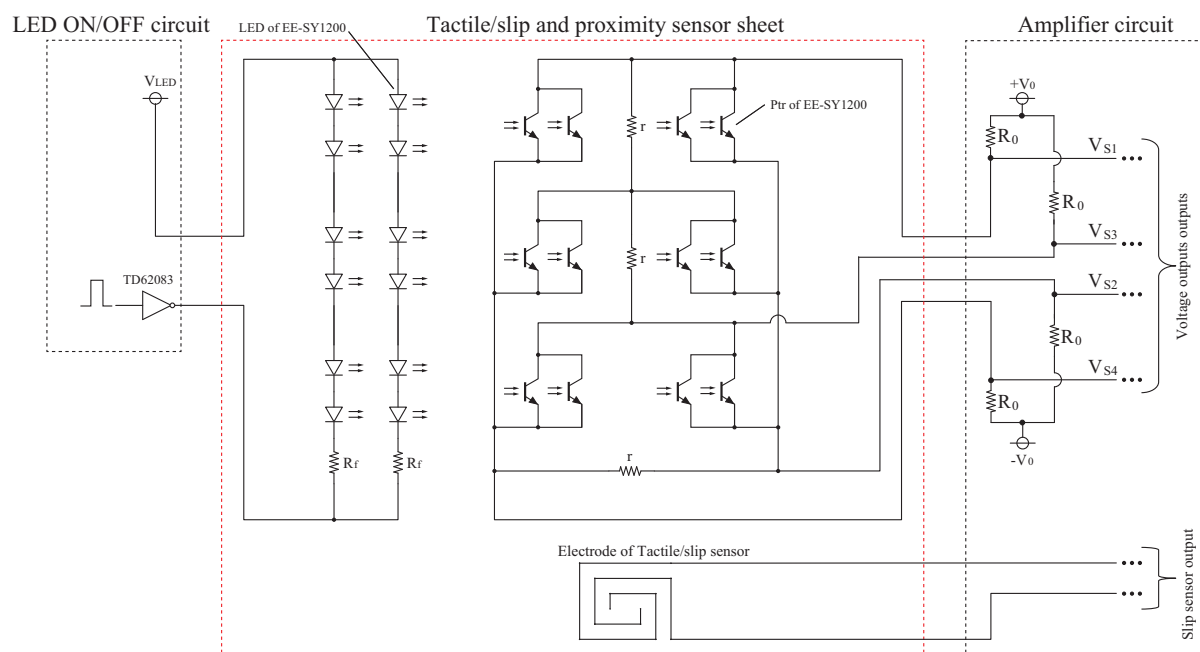 LED ON/OFF circuit
Tactile/slip and proximity sensor sheet
Amplifier circuit
LED of EE-SY1200
VLED
+V0
Ptr of EE-SY1200
r
R0
VS1
R0
VS3
r
TD62083
VS2
R0
VS4
R0
Rf
Rf
r
-V0
Voltage outputs outputs
Electrode of Tactile/slip sensor
Slip sensor output